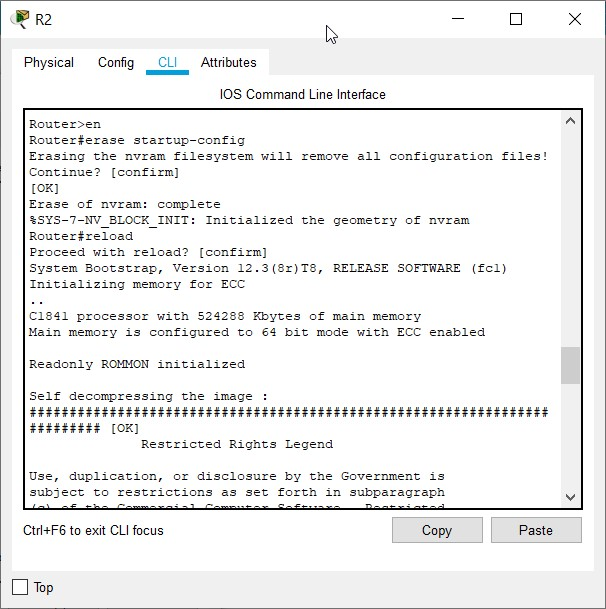 R2
Physical Config CLI Attributes
IOS Command Line Interface
Router>en
Router#erase startup-config
Erasing the nvram filesystem will remove all configuration files!
Continue? [confirm]
[OK]
Erase of nvram: complete
%SYS-7-NV_BLOCK_INIT: Initialized the geometry of nvram
Router#reload
Proceed with reload? [confirm]
System Bootstrap, Version 12.3(8r)T8, RELEASE SOFTWARE (fc1)
Initializing memory for ECC
..
C1841 processor with 524288 Kbytes of main memory
Main memory is configured to 64 bit mode with ECC enabled
Readonly ROMMON initialized
Self decompressing the image :
#################################################################
######### [OK]
Restricted Rights Legend
Use, duplication, or disclosure by the Government is
subject to restrictions as set forth in subparagraph
(c) of the Commercial Computer Software - Restricted
Ctrl+F6 to exit CLI focus
Copy Paste
Top